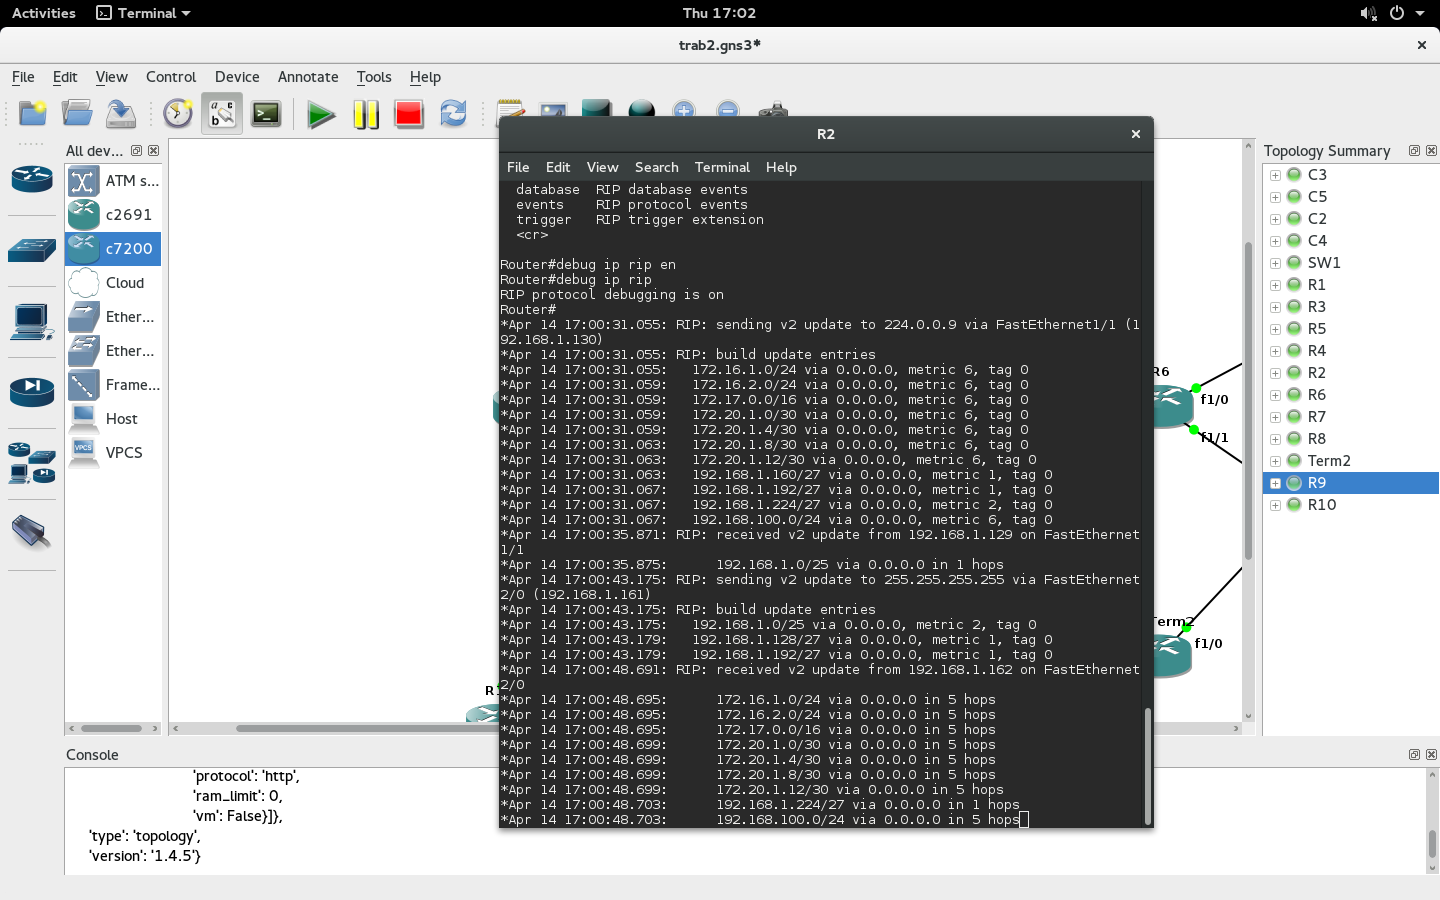 Activities
Terminal
Thu 17:02
trab2.gns3*
File Edit View Control Device Annotate Tools Help
All dev...
ATM s...
c2691
c7200
Cloud
Ether...
Ether...
Frame...
Host
VPCS
R2
File Edit View Search Terminal Help
database  RIP database events
events    RIP protocol events
trigger   RIP trigger extension
<cr>
Router#debug ip rip en
Router#debug ip rip
RIP protocol debugging is on
Router#
*Apr 14 17:00:31.055: RIP: sending v2 update to 224.0.0.9 via FastEthernet1/1 (1
92.168.1.130)
*Apr 14 17:00:31.055: RIP: build update entries
*Apr 14 17:00:31.055:   172.16.1.0/24 via 0.0.0.0, metric 6, tag 0
*Apr 14 17:00:31.059:   172.16.2.0/24 via 0.0.0.0, metric 6, tag 0
*Apr 14 17:00:31.059:   172.17.0.0/16 via 0.0.0.0, metric 6, tag 0
*Apr 14 17:00:31.059:   172.20.1.0/30 via 0.0.0.0, metric 6, tag 0
*Apr 14 17:00:31.059:   172.20.1.4/30 via 0.0.0.0, metric 6, tag 0
*Apr 14 17:00:31.063:   172.20.1.8/30 via 0.0.0.0, metric 6, tag 0
*Apr 14 17:00:31.063:   172.20.1.12/30 via 0.0.0.0, metric 6, tag 0
*Apr 14 17:00:31.063:   192.168.1.160/27 via 0.0.0.0, metric 1, tag 0
*Apr 14 17:00:31.067:   192.168.1.192/27 via 0.0.0.0, metric 1, tag 0
*Apr 14 17:00:31.067:   192.168.1.224/27 via 0.0.0.0, metric 2, tag 0
*Apr 14 17:00:31.067:   192.168.100.0/24 via 0.0.0.0, metric 6, tag 0
*Apr 14 17:00:35.871: RIP: received v2 update from 192.168.1.129 on FastEthernet
1/1
*Apr 14 17:00:35.875:      192.168.1.0/25 via 0.0.0.0 in 1 hops
*Apr 14 17:00:43.175: RIP: sending v2 update to 255.255.255.255 via FastEthernet
2/0 (192.168.1.161)
*Apr 14 17:00:43.175: RIP: build update entries
*Apr 14 17:00:43.175:   192.168.1.0/25 via 0.0.0.0, metric 2, tag 0
*Apr 14 17:00:43.179:   192.168.1.128/27 via 0.0.0.0, metric 1, tag 0
*Apr 14 17:00:43.179:   192.168.1.192/27 via 0.0.0.0, metric 1, tag 0
*Apr 14 17:00:48.691: RIP: received v2 update from 192.168.1.162 on FastEthernet
2/0
*Apr 14 17:00:48.695:      172.16.1.0/24 via 0.0.0.0 in 5 hops
*Apr 14 17:00:48.695:      172.16.2.0/24 via 0.0.0.0 in 5 hops
*Apr 14 17:00:48.695:      172.17.0.0/16 via 0.0.0.0 in 5 hops
*Apr 14 17:00:48.699:      172.20.1.0/30 via 0.0.0.0 in 5 hops
*Apr 14 17:00:48.699:      172.20.1.4/30 via 0.0.0.0 in 5 hops
*Apr 14 17:00:48.699:      172.20.1.8/30 via 0.0.0.0 in 5 hops
*Apr 14 17:00:48.699:      172.20.1.12/30 via 0.0.0.0 in 5 hops
*Apr 14 17:00:48.703:      192.168.1.224/27 via 0.0.0.0 in 1 hops
*Apr 14 17:00:48.703:      192.168.100.0/24 via 0.0.0.0 in 5 hops
R6
f1/0
f1/1
Term2
f1/0
Topology Summary
C3
C5
C2
C4
SW1
R1
R3
R5
R4
R2
R6
R7
R8
Term2
R9
R10
Console
'protocol': 'http',
'ram_limit': 0,
'vm': False}]},
'type': 'topology',
'version': '1.4.5'}